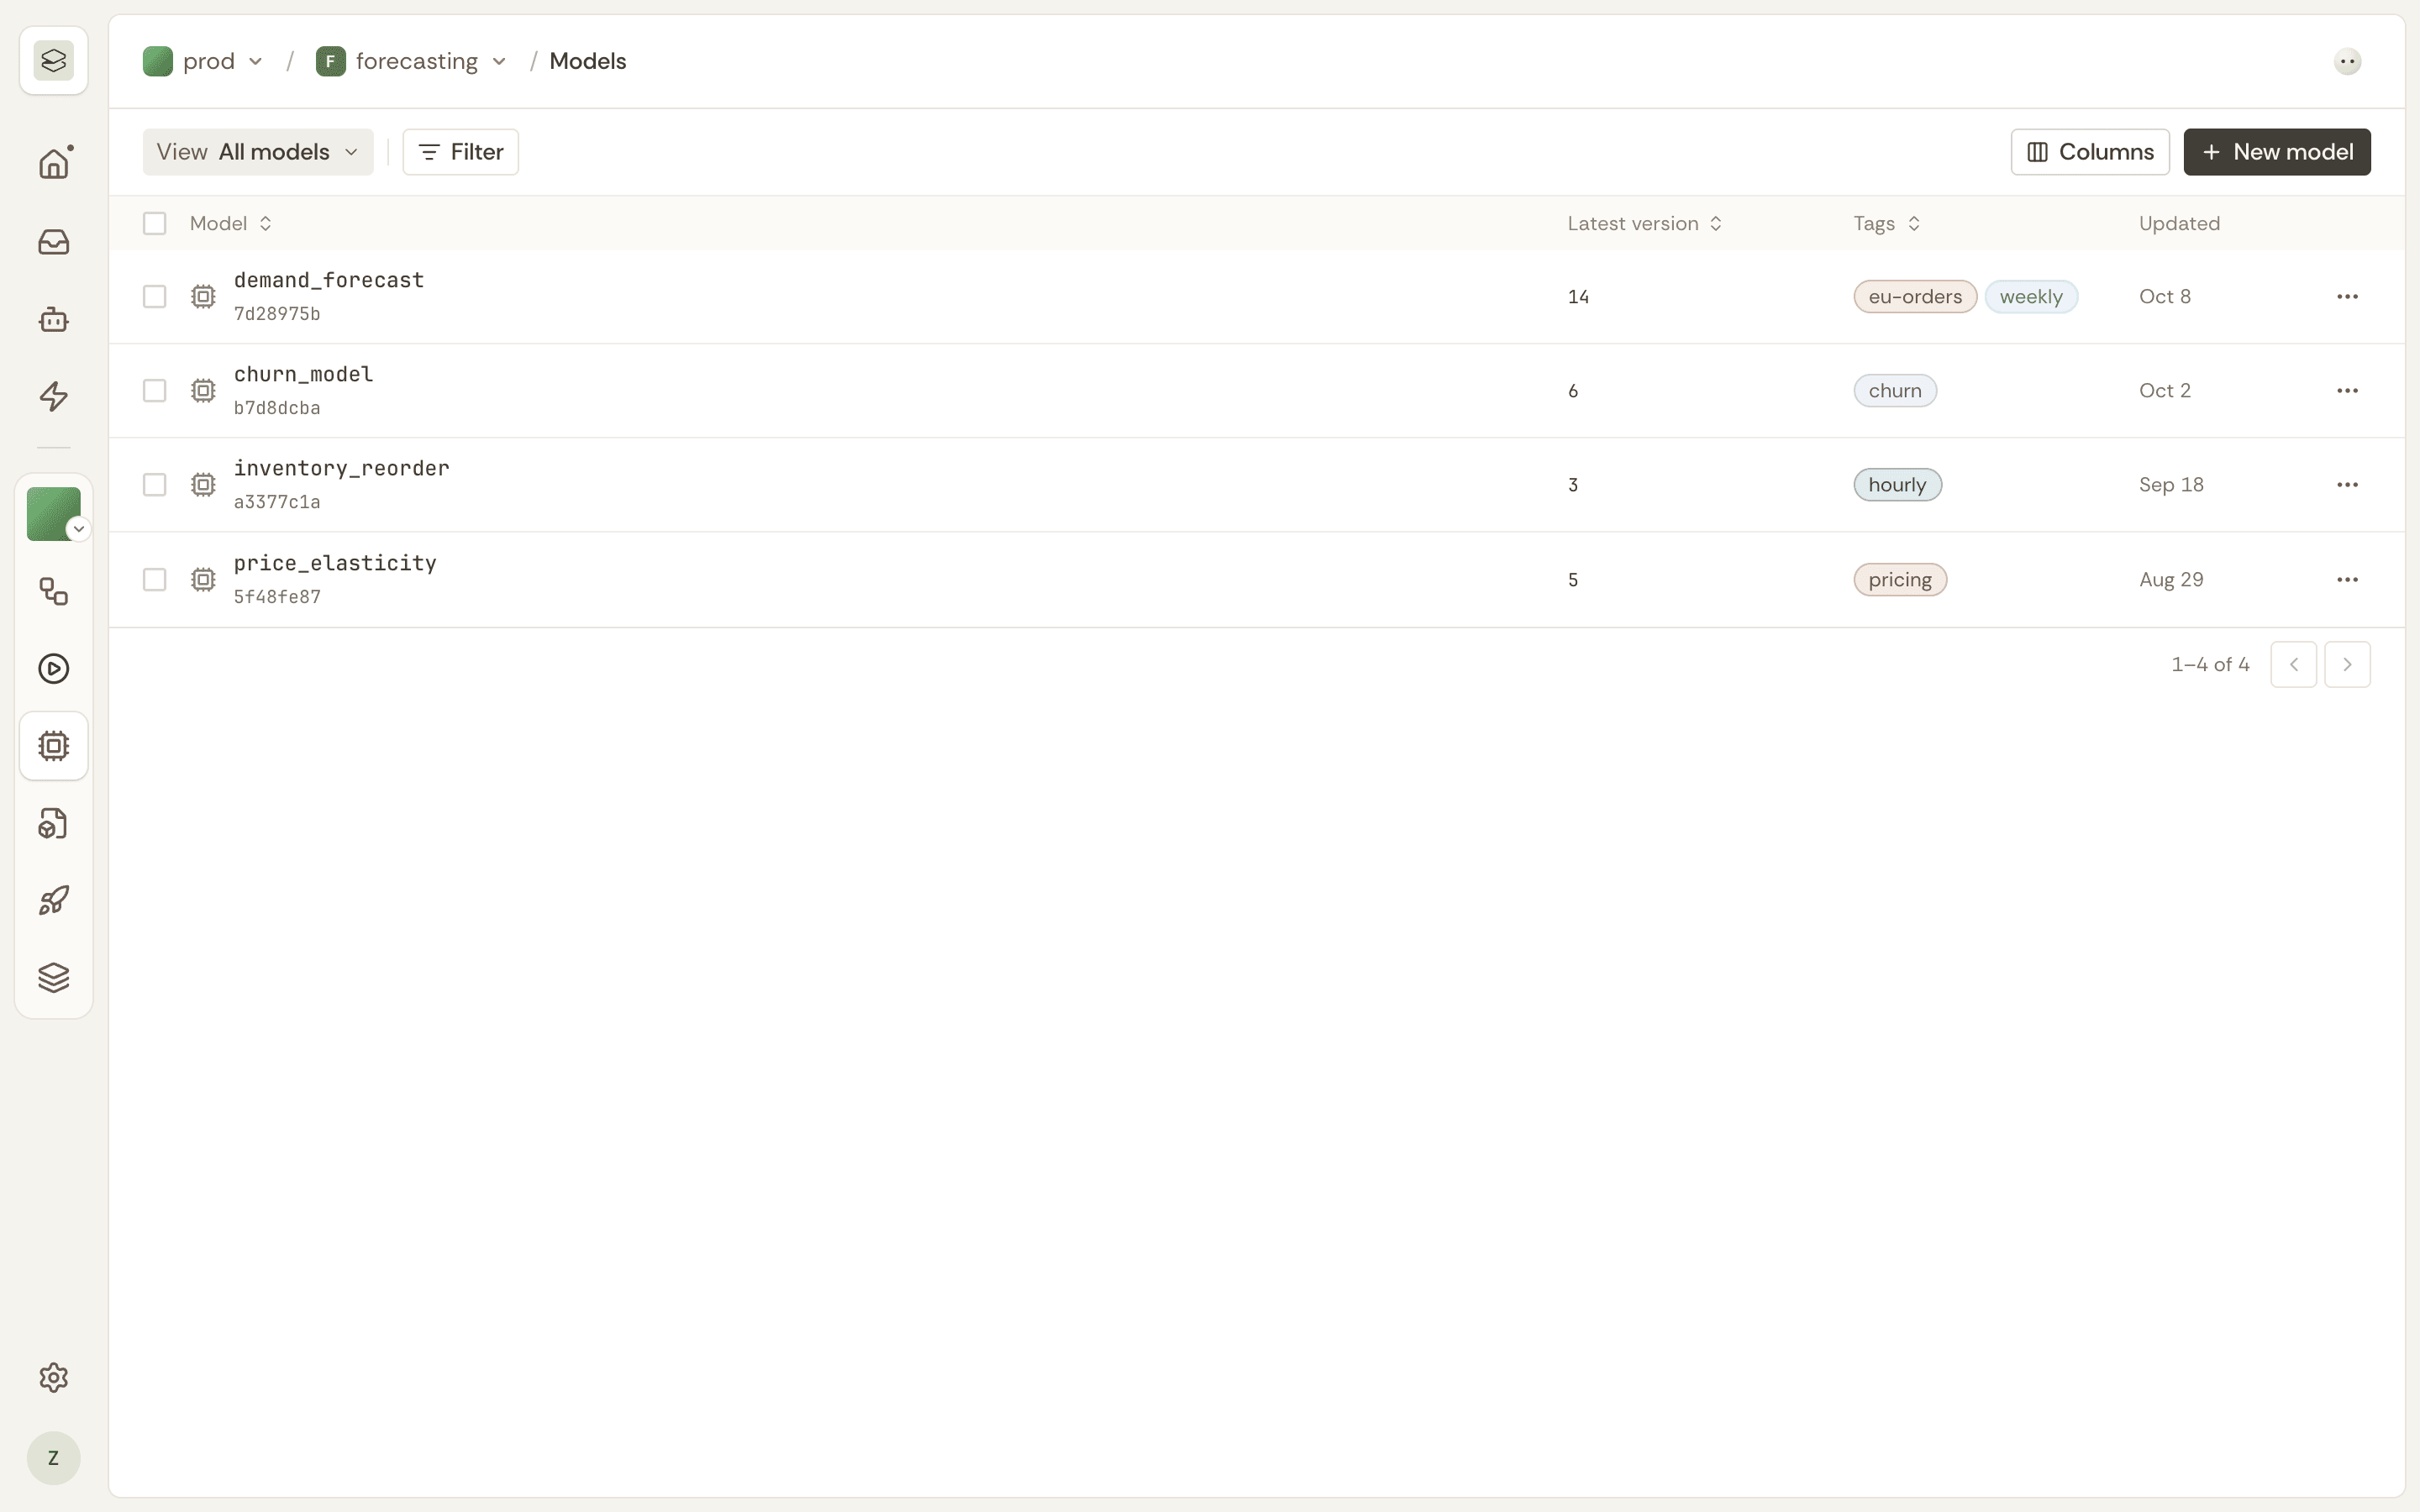 prod / F forecasting / Models
View All models Filter Columns + New model
Model Latest version Tags Updated
demand_forecast
7d28975b
14 eu-orders weekly Oct 8
churn_model
b7d8dcba
6 churn Oct 2
inventory_reorder
a3377c1a
3 hourly Sep 18
price_elasticity
5f48fe87
5 pricing Aug 29
1–4 of 4
Z